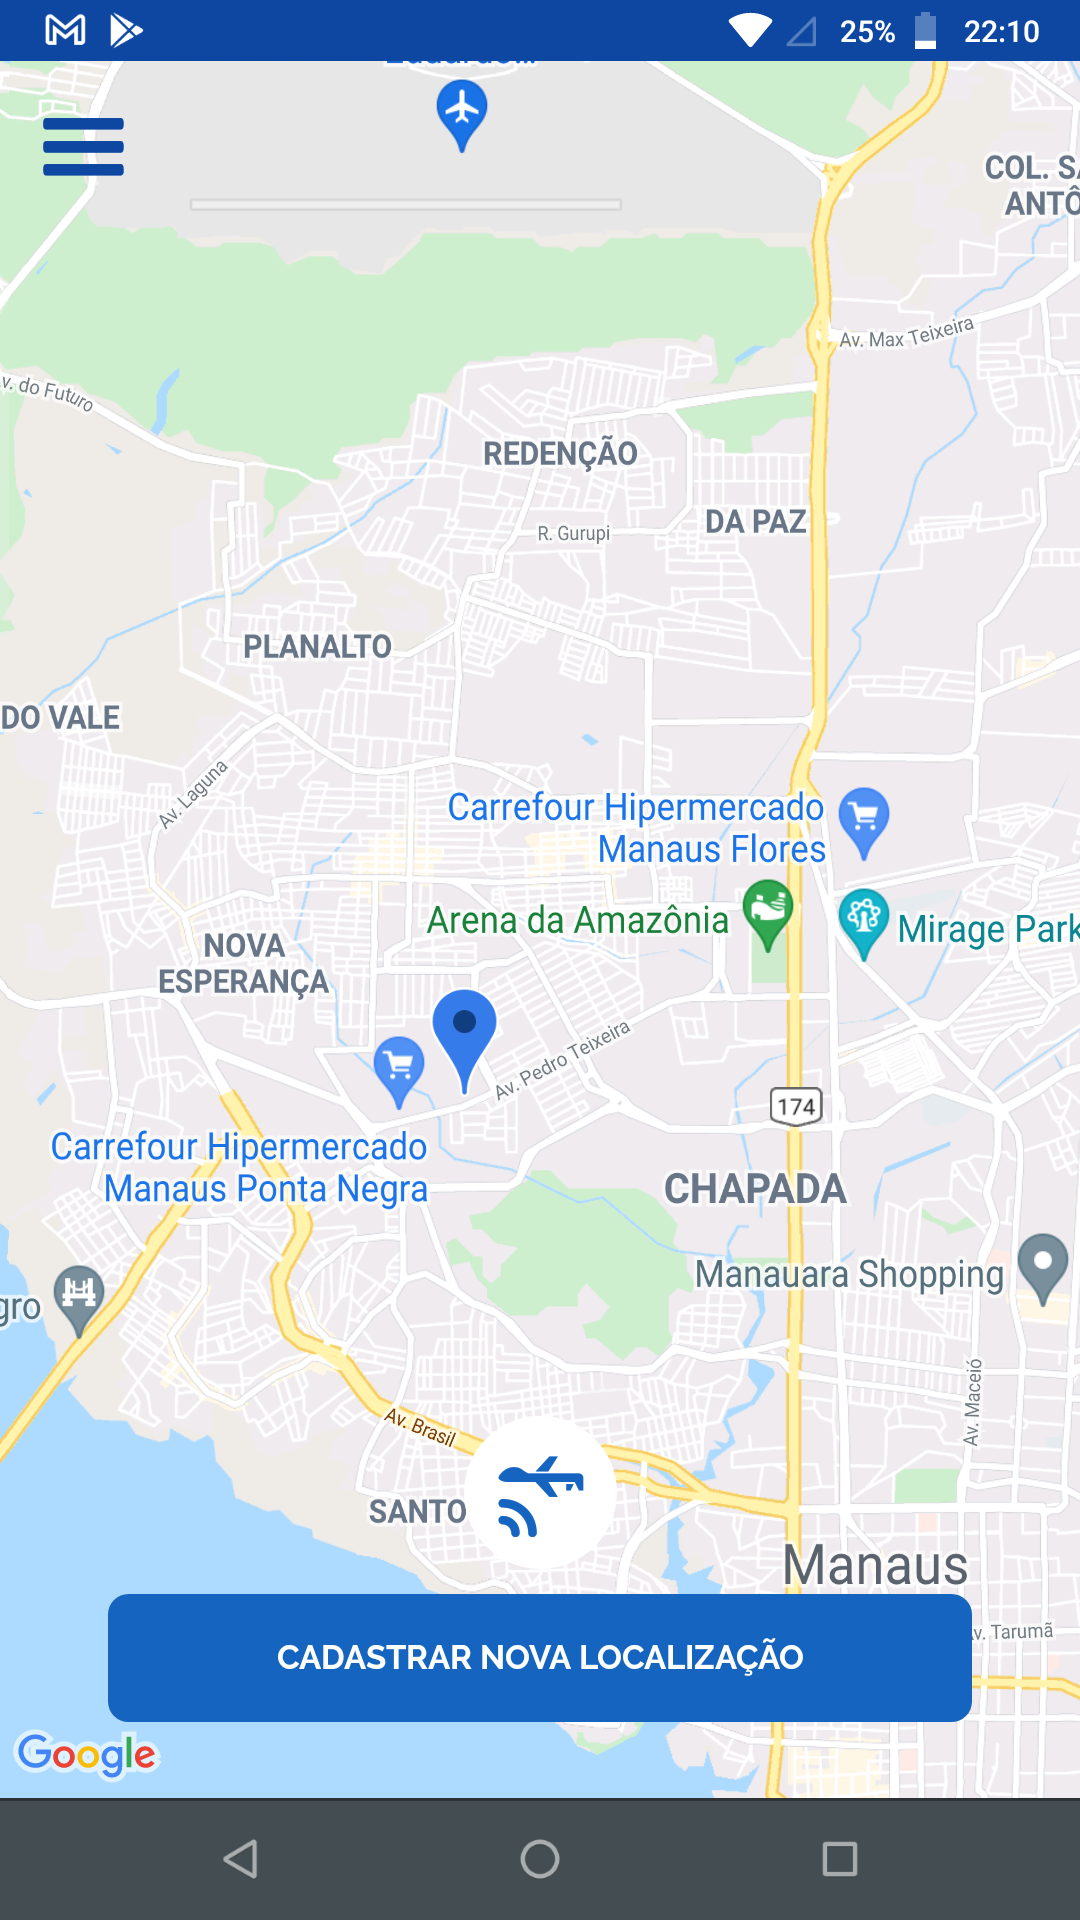 25% 22:10
COL. SA
ANTÔ
Av. Max Teixeira
v. do Futuro
REDENÇÃO
DA PAZ
R. Gurupi
PLANALTO
DO VALE
Av. Laguna
Carrefour Hipermercado
Manaus Flores
Arena da Amazônia
Mirage Park
NOVA
ESPERANÇA
Av. Pedro Teixeira
174
Carrefour Hipermercado
Manaus Ponta Negra
CHAPADA
Manauara Shopping
gro
Av. Maceió
Av. Brasil
SANTO
Manaus
v. Tarumã
CADASTRAR NOVA LOCALIZAÇÃO
Google